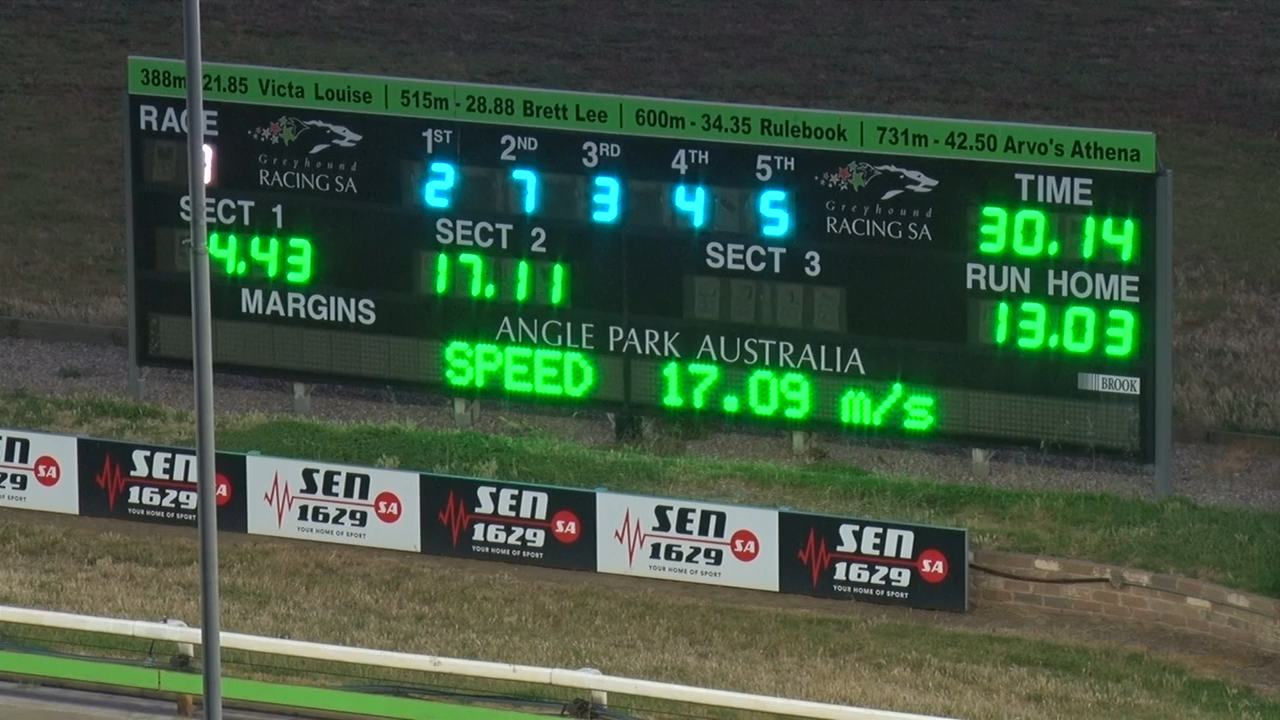 388m 21.85 Victa Louise | 515m - 28.88 Brett Lee | 600m - 34.35 Rulebook | 731m - 42.50 Arvo's Athena
RACE
Greyhound
RACING SA
1ST 2ND 3RD 4TH 5TH
2 7 3 4 5
Greyhound
RACING SA
TIME
30.14
SECT 1
4.43
SECT 2
17.11
SECT 3
RUN HOME
13.03
MARGINS
ANGLE PARK AUSTRALIA
SPEED 17.09 m/s
BROOK
EN
29 SA
SEN
1629 A
YOUR HOME OF SPORT
SEN
1629 SA
YOUR HOME OF SPORT
SEN
1629 SA
YOUR HOME OF SPORT
SEN
1629 SA
YOUR HOME OF SPORT
SEN
1629 SA
YOUR HOME OF SPORT